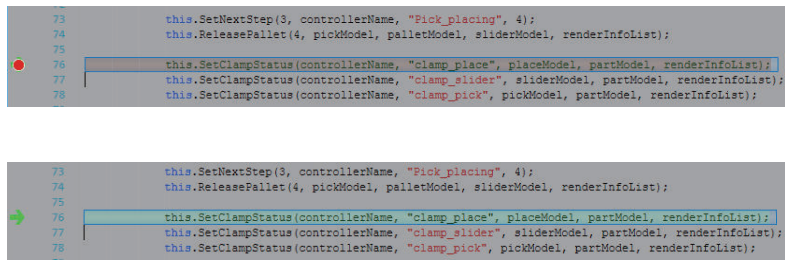 73 this.SetNextStep(3, controllerName, "Pick_placing", 4);
74 this.ReleasePallet(4, pickModel, palletModel, sliderModel, renderInfoList);
75
76 this.SetClampStatus(controllerName, "clamp_place", placeModel, partModel, renderInfoList);
77 this.SetClampStatus(controllerName, "clamp_slider", sliderModel, partModel, renderInfoList);
78 this.SetClampStatus(controllerName, "clamp_pick", pickModel, partModel, renderInfoList);
73 this.SetNextStep(3, controllerName, "Pick_placing", 4);
74 this.ReleasePallet(4, pickModel, palletModel, sliderModel, renderInfoList);
75
76 this.SetClampStatus(controllerName, "clamp_place", placeModel, partModel, renderInfoList);
77 this.SetClampStatus(controllerName, "clamp_slider", sliderModel, partModel, renderInfoList);
78 this.SetClampStatus(controllerName, "clamp_pick", pickModel, partModel, renderInfoList);